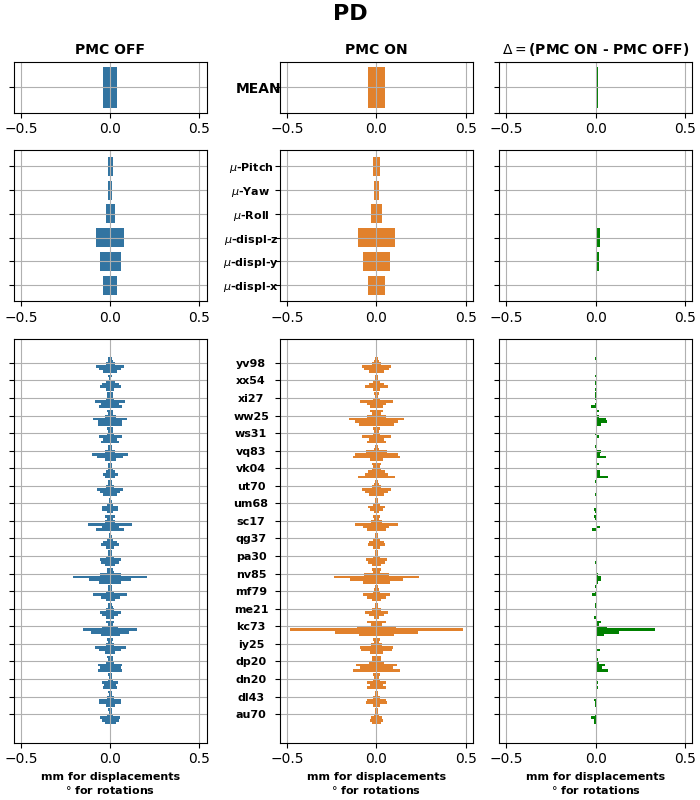 PD
PMC OFF
PMC ON
Δ = (PMC ON - PMC OFF)
MEAN
−0.5 0.0 0.5
−0.5 0.0 0.5
−0.5 0.0 0.5
μ-Pitch
μ-Yaw
μ-Roll
μ-displ-z
μ-displ-y
μ-displ-x
−0.5 0.0 0.5
−0.5 0.0 0.5
−0.5 0.0 0.5
yv98
xx54
xi27
ww25
ws31
vq83
vk04
ut70
um68
sc17
qg37
pa30
nv85
mf79
me21
kc73
iy25
dp20
dn20
dl43
au70
−0.5 0.0 0.5
−0.5 0.0 0.5
−0.5 0.0 0.5
mm for displacements
° for rotations
mm for displacements
° for rotations
mm for displacements
° for rotations